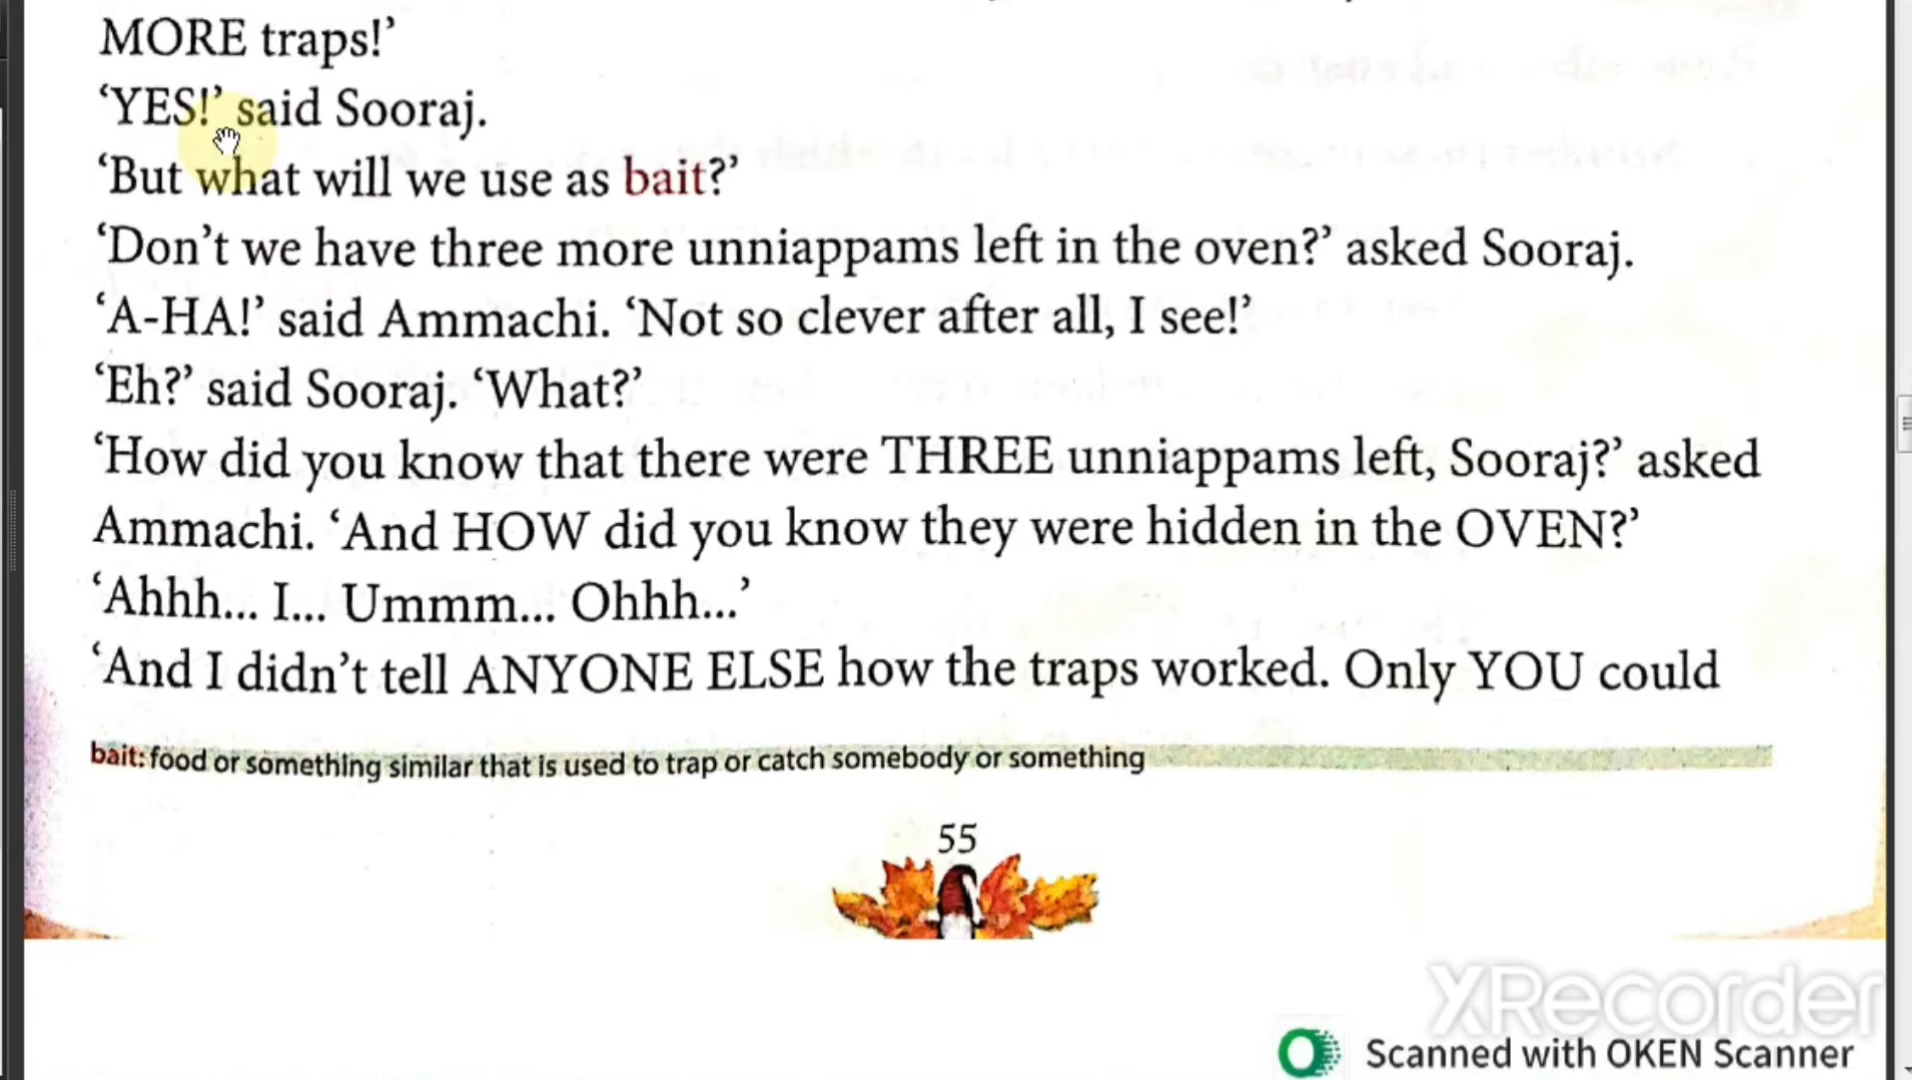 MORE traps!’
‘YES!’ said Sooraj.
‘But what will we use as bait?’
‘Don’t we have three more unniappams left in the oven?’ asked Sooraj.
‘A-HA!’ said Ammachi. ‘Not so clever after all, I see!’
‘Eh?’ said Sooraj. ‘What?’
‘How did you know that there were THREE unniappams left, Sooraj?’ asked
Ammachi. ‘And HOW did you know they were hidden in the OVEN?’
‘Ahhh... I... Ummm... Ohhh...’
‘And I didn’t tell ANYONE ELSE how the traps worked. Only YOU could
bait: food or something similar that is used to trap or catch somebody or something
55
XRecorder
Scanned with OKEN Scanner